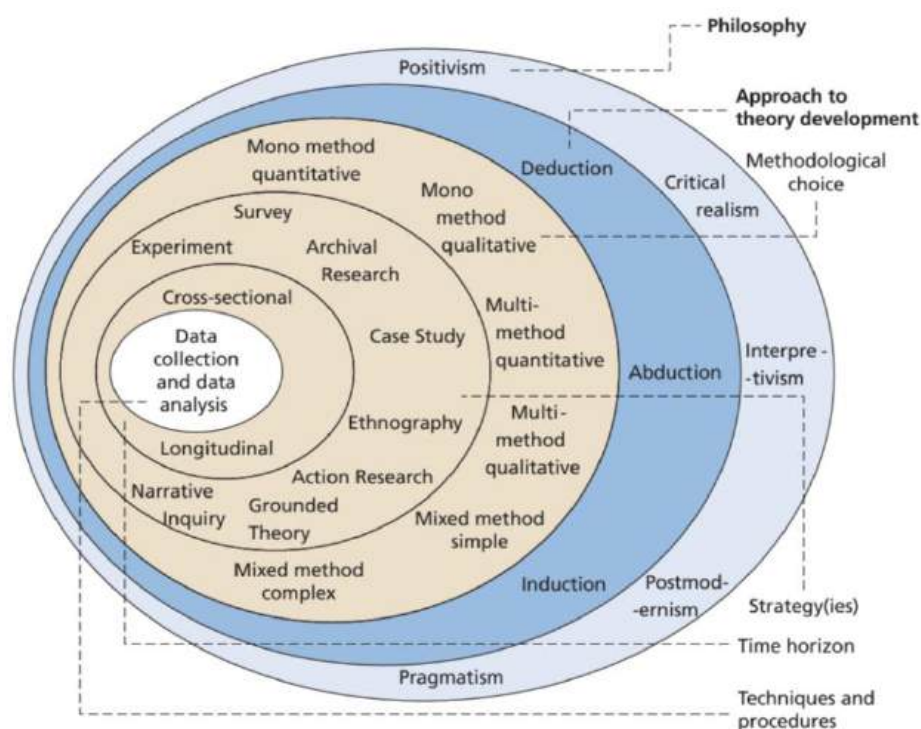 Philosophy
Positivism
Approach to
theory development
Deduction
Methodological
choice
Critical
realism
Mono method
quantitative
Mono
method
qualitative
Survey
Experiment
Archival
Research
Cross-sectional
Data
collection
and data
analysis
Case Study
Multi-
method
quantitative
Abduction
Interpre -
-tivism
Ethnography
Multi-
method
qualitative
Longitudinal
Action Research
Narrative
Inquiry
Grounded
Theory
Mixed method
simple
Mixed method
complex
Induction
Postmod-
-ernism
Strategy(ies)
Time horizon
Pragmatism
Techniques and
procedures